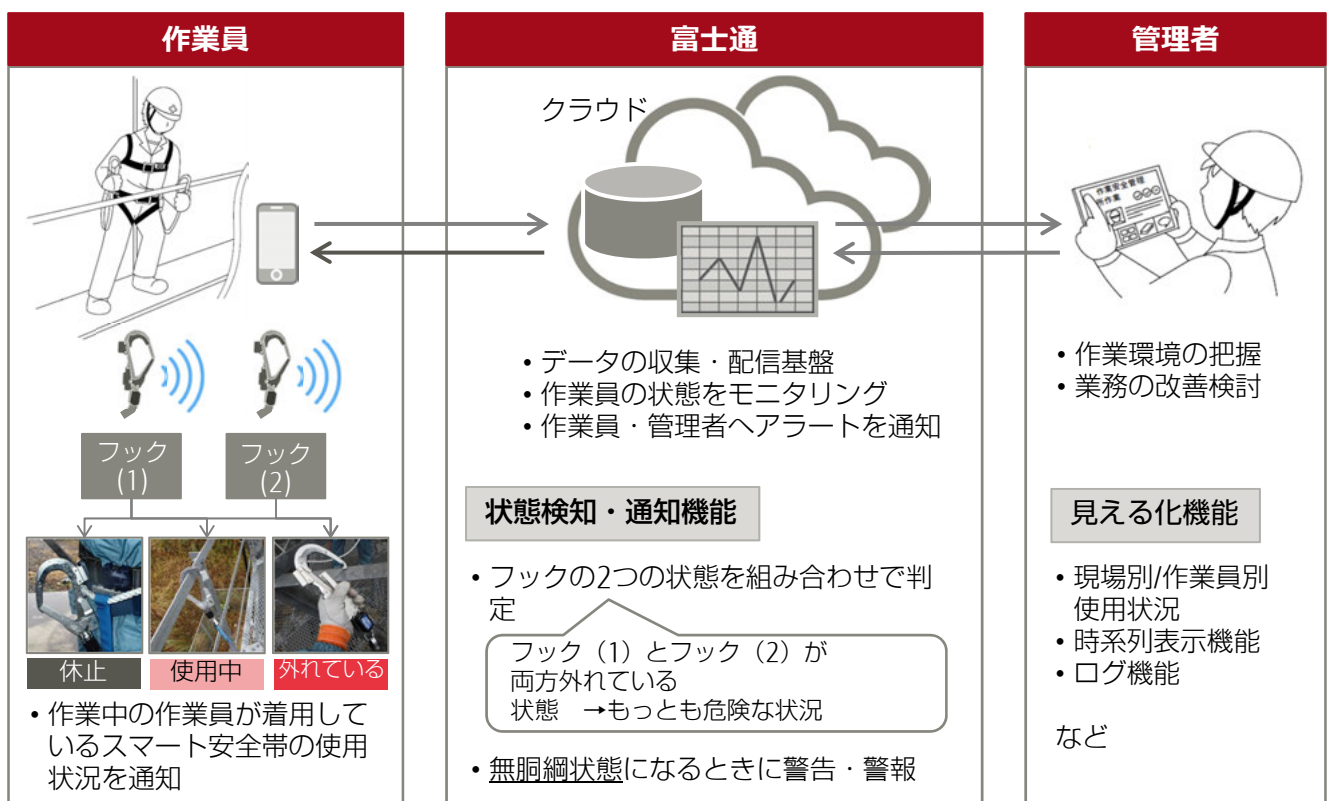 作業員
フック
(1)
フック
(2)
休止
使用中
外れている
• 作業中の作業員が着用して
いるスマート安全帯の使用
状況を通知
富士通
クラウド
• データの収集・配信基盤
• 作業員の状態をモニタリング
• 作業員・管理者へアラートを通知
状態検知・通知機能
• フックの2つの状態を組み合わせで判
定
フック（1）とフック（2）が
両方外れている
状態　→もっとも危険な状況
• 無胴綱状態になるときに警告・警報
管理者
作業安全管理
所作業
• 作業環境の把握
• 業務の改善検討
見える化機能
• 現場別/作業員別
使用状況
• 時系列表示機能
• ログ機能
など